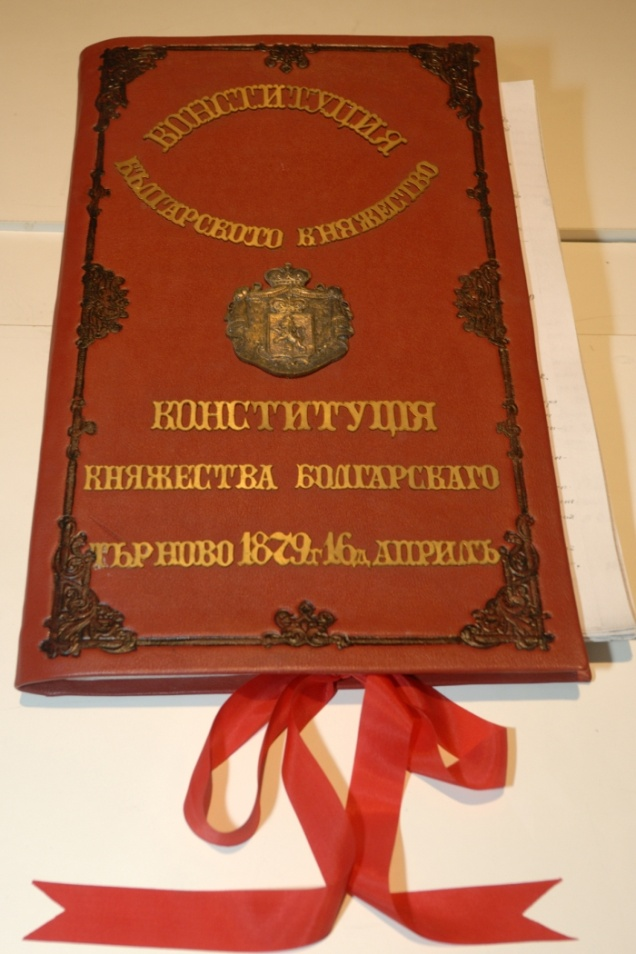 КОНСТИТУЦИЯ
БЪЛГАРСКОТО КНЯЖЕСТВО
КОНСТИТУЦІЯ
КНЯЖЕСТВА БОЛГАРСКАГО
ТЪРНОВО 1879г. 16д. АПРИЛЪ